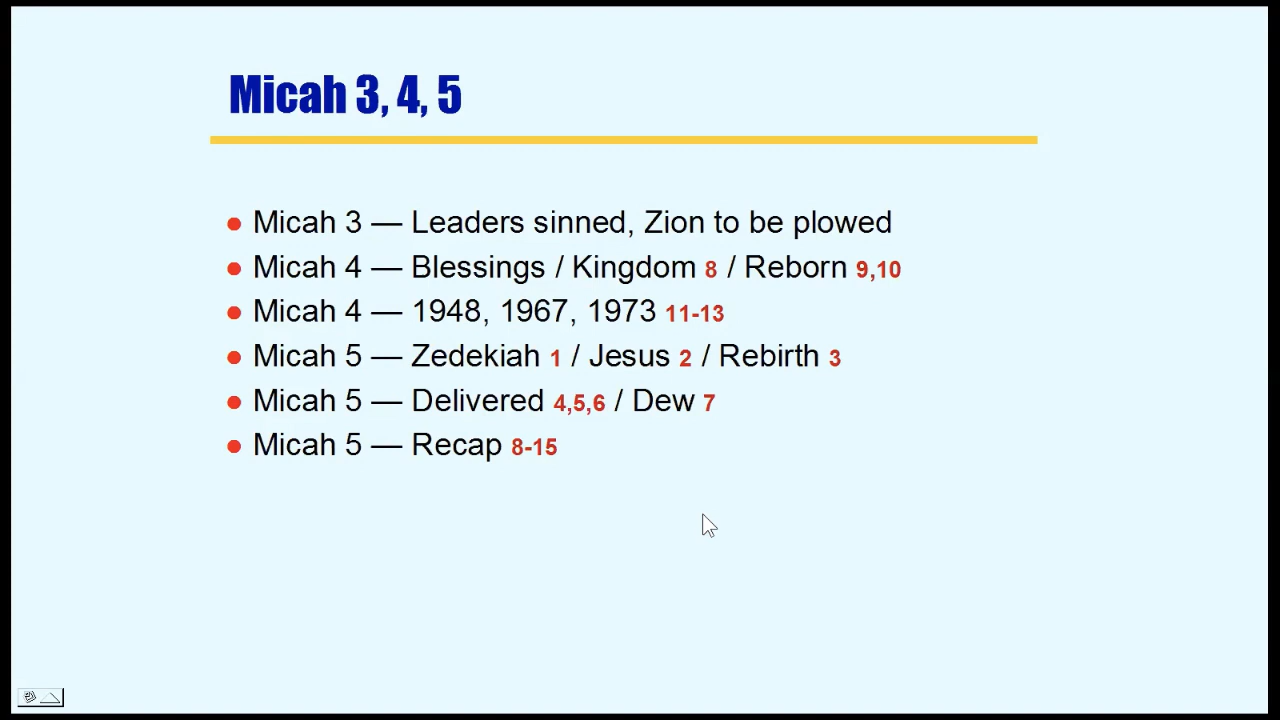 Micah 3, 4, 5
Micah 3 — Leaders sinned, Zion to be plowed
Micah 4 — Blessings / Kingdom 8 / Reborn 9,10
Micah 4 — 1948, 1967, 1973 11-13
Micah 5 — Zedekiah 1 / Jesus 2 / Rebirth 3
Micah 5 — Delivered 4,5,6 / Dew 7
Micah 5 — Recap 8-15